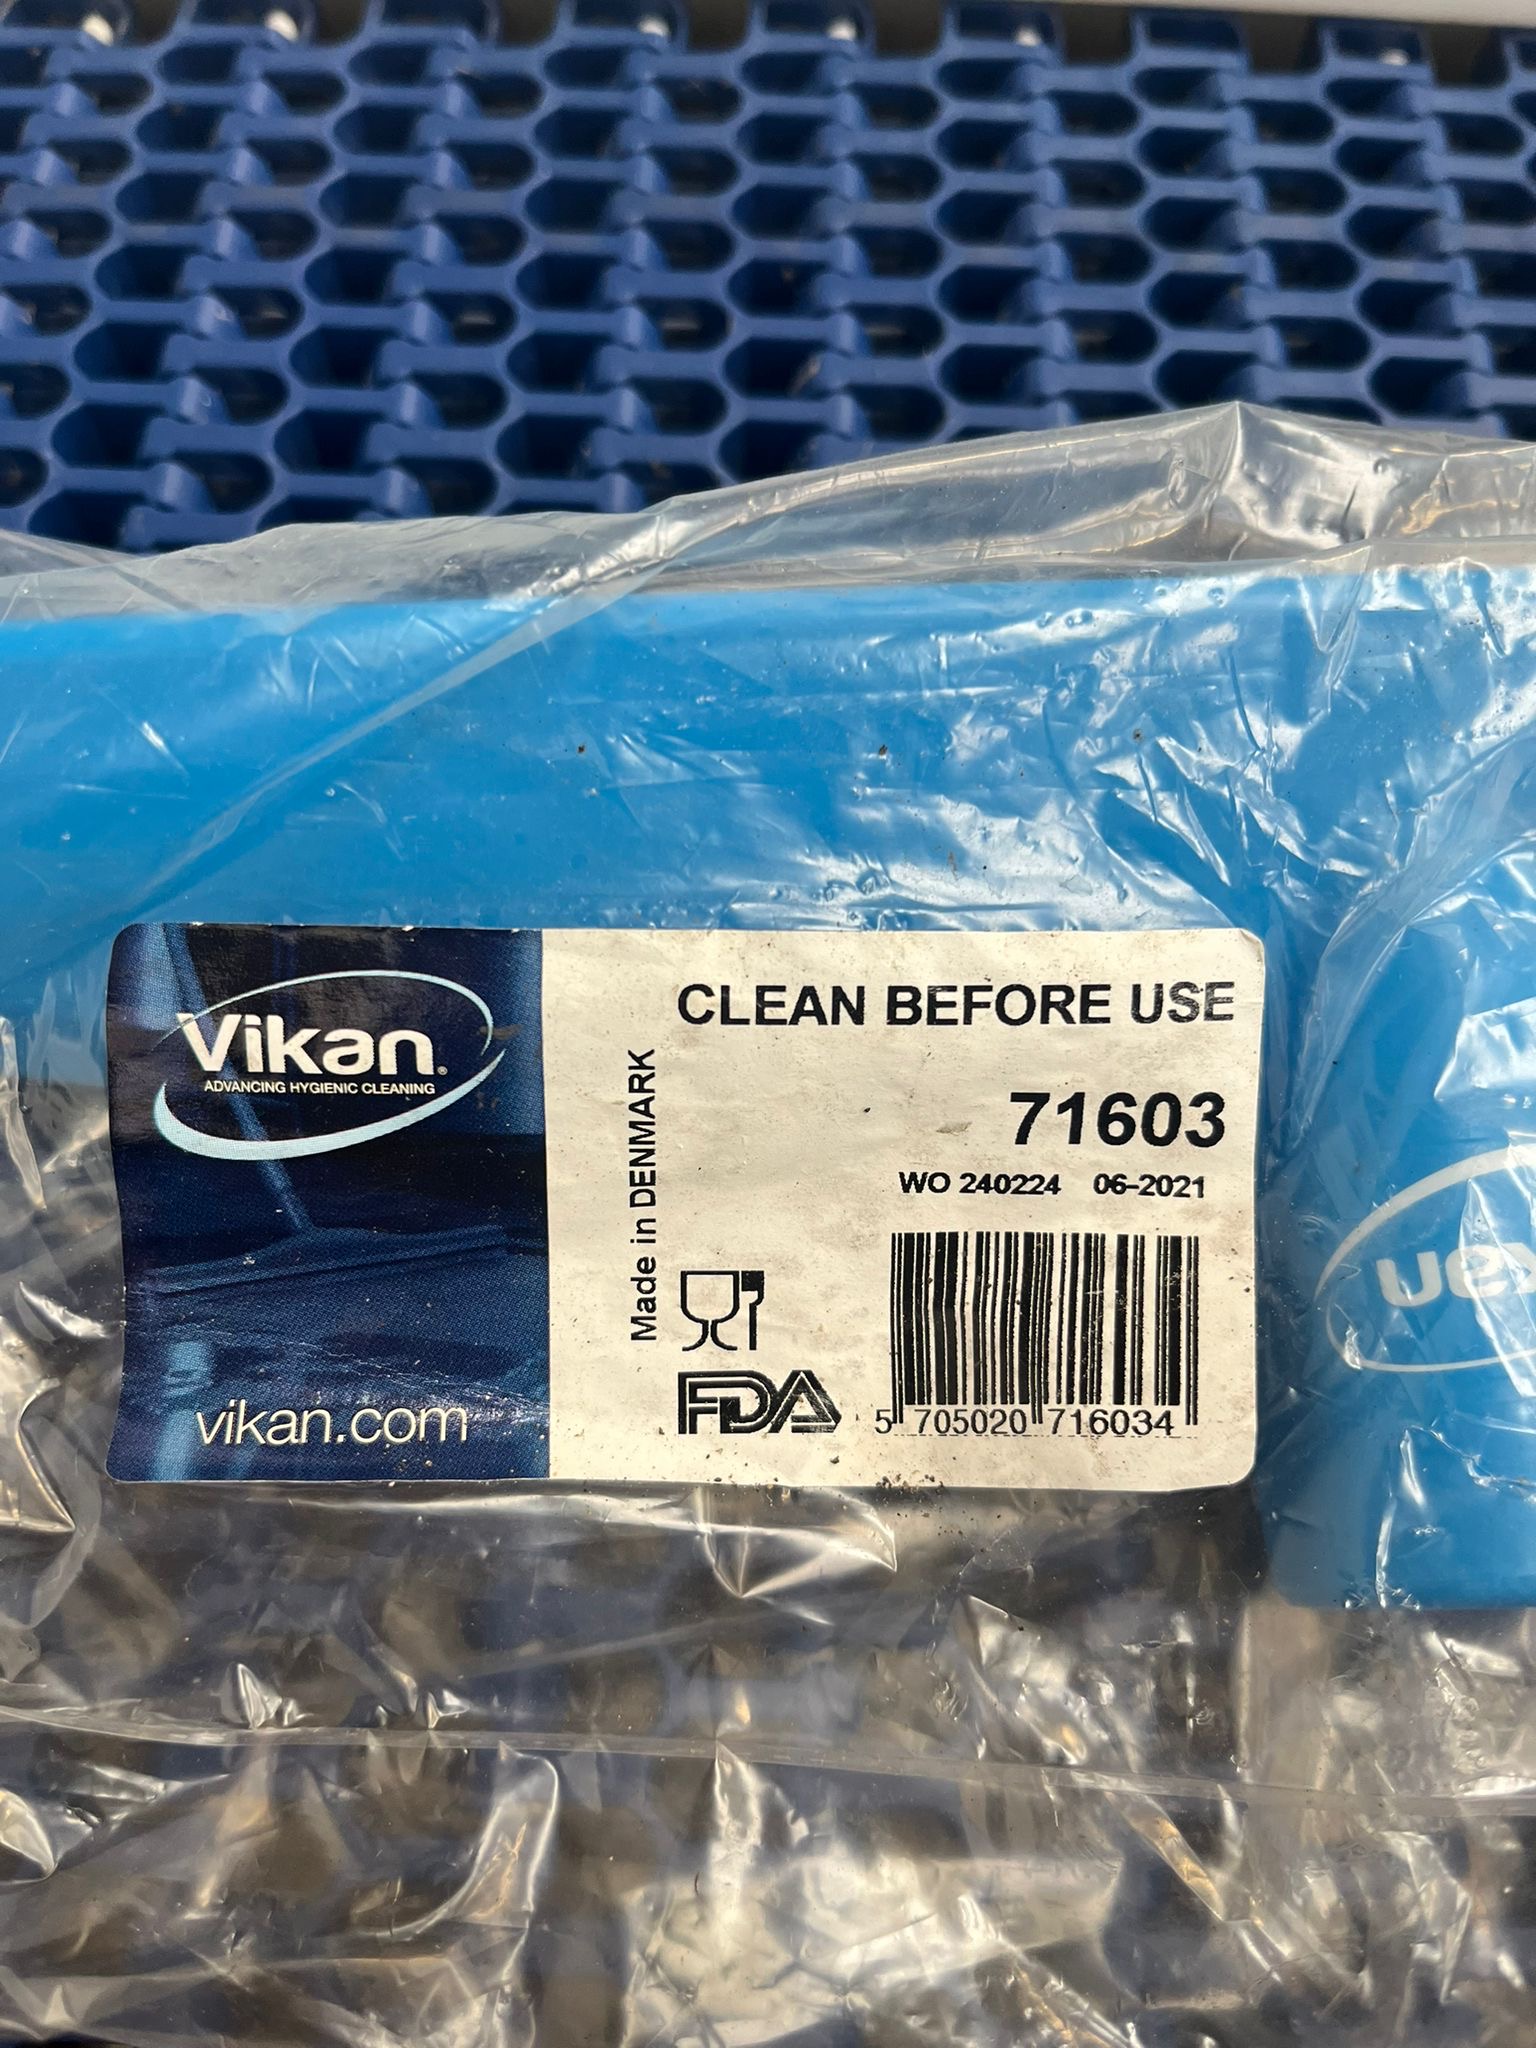 Vikan®
ADVANCING HYGIENIC CLEANING
vikan.com
CLEAN BEFORE USE
Made in DENMARK
71603
WO 240224 06-2021
FDA
5 705020 716034